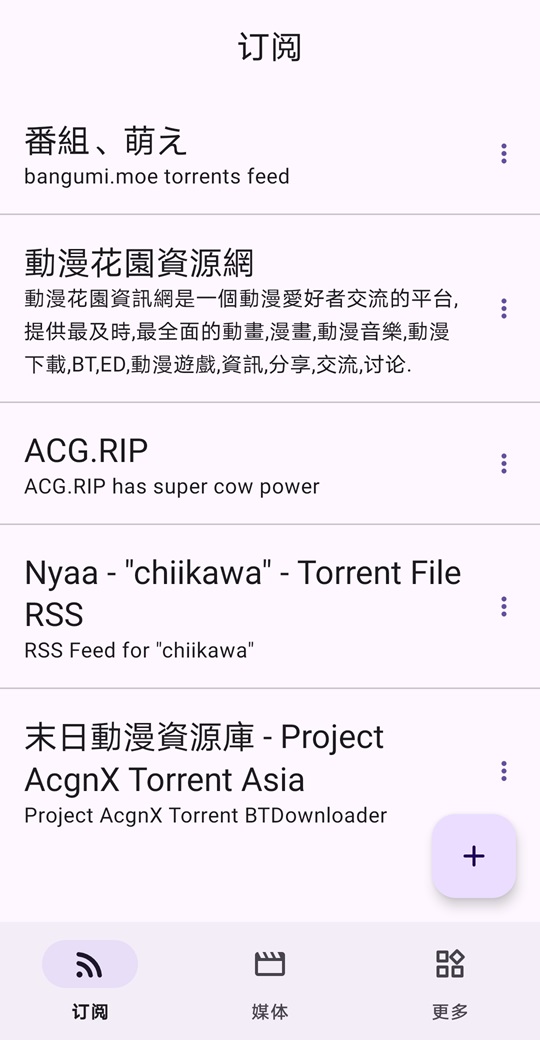 订阅
番組、萌え
bangumi.moe torrents feed
動漫花園資源網
動漫花園資訊網是一個動漫愛好者交流的平台,
提供最及時,最全面的動畫,漫畫,動漫音樂,動漫
下載,BT,ED,動漫遊戲,資訊,分享,交流,讨论.
ACG.RIP
ACG.RIP has super cow power
Nyaa - "chiikawa" - Torrent File
RSS
RSS Feed for "chiikawa"
末日動漫資源庫 - Project
AcgnX Torrent Asia
Project AcgnX Torrent BTDownloader
订阅
媒体
更多